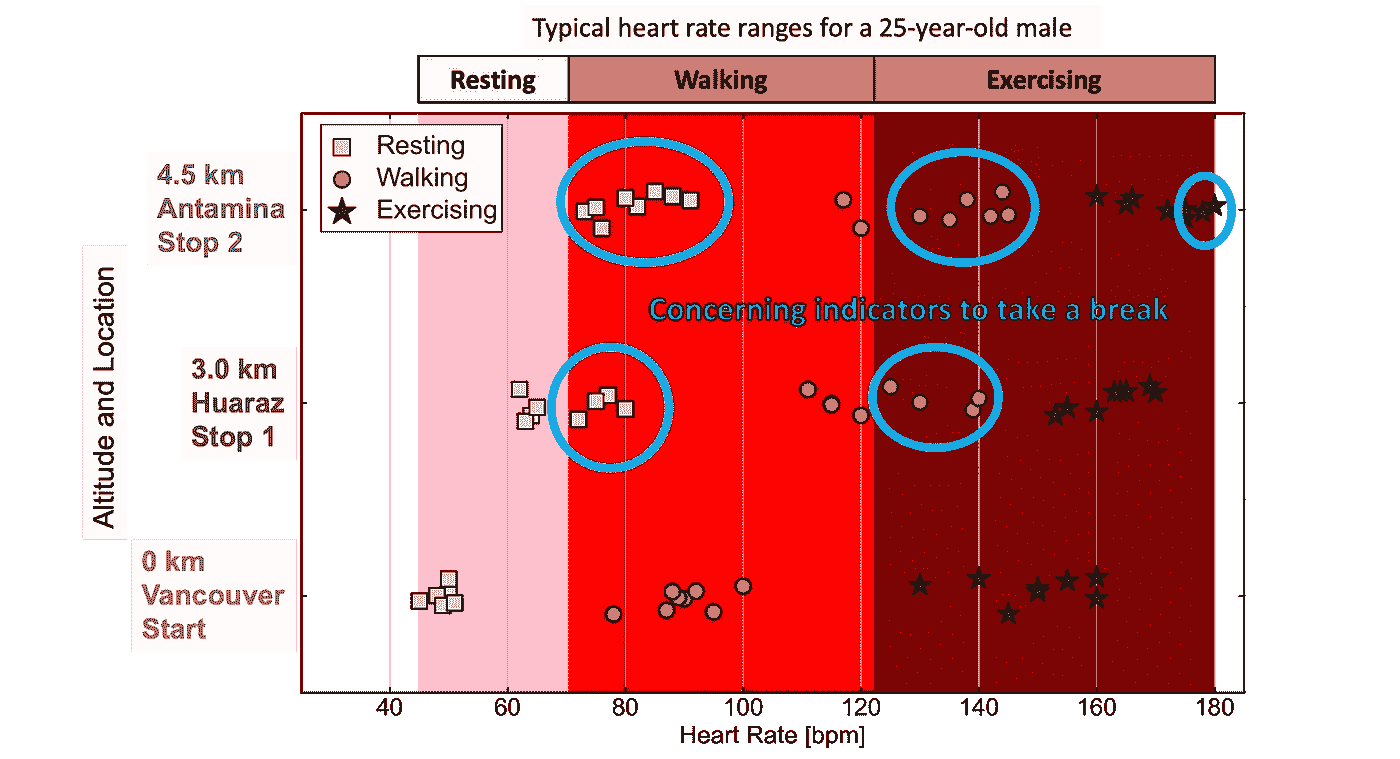 Typical heart rate ranges for a 25-year-old male
Resting
Walking
Exercising
Resting
Walking
Exercising
4.5 km
Antamina
Stop 2
Concerning indicators to take a break
Altitude and Location
3.0 km
Huaraz
Stop 1
0 km
Vancouver
Start
40 60 80 100 120 140 160 180
Heart Rate [bpm]